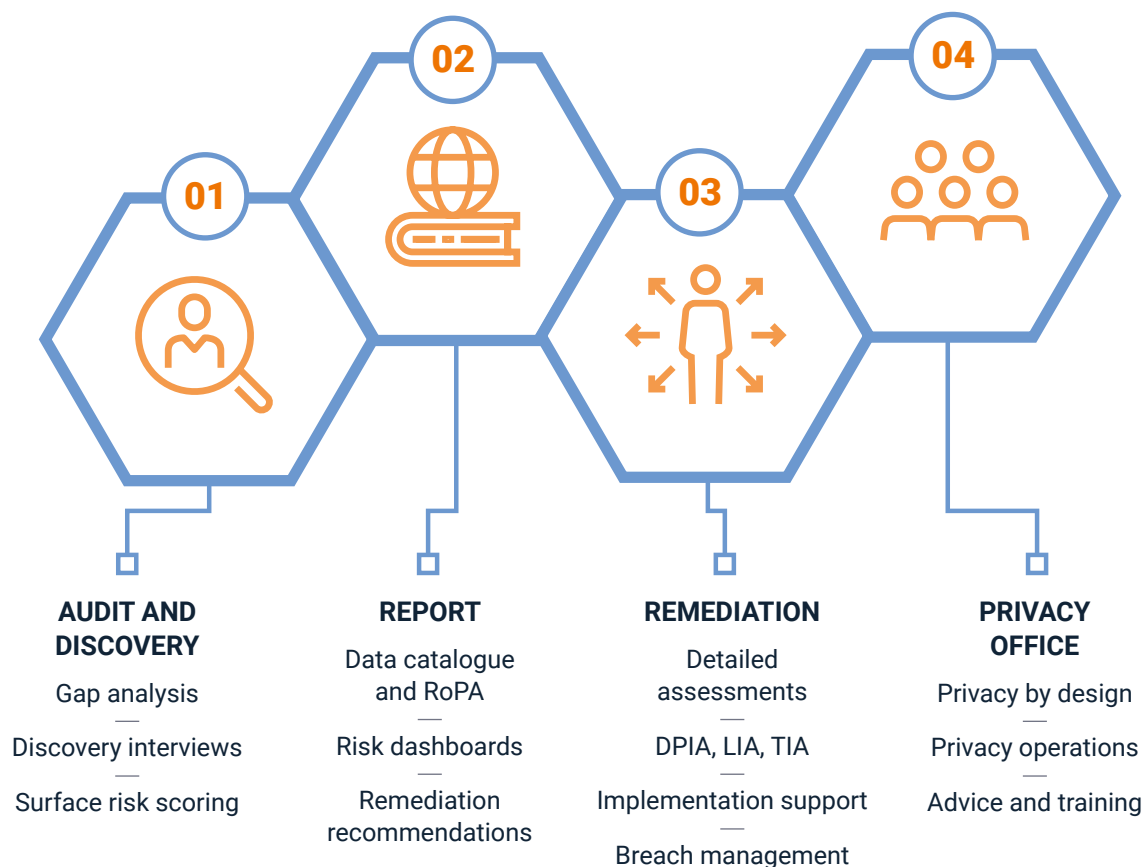 01
02
03
04
AUDIT AND
DISCOVERY
Gap analysis
Discovery interviews
Surface risk scoring
REPORT
Data catalogue
and RoPA
Risk dashboards
Remediation
recommendations
REMEDIATION
Detailed
assessments
DPIA, LIA, TIA
Implementation support
Breach management
PRIVACY
OFFICE
Privacy by design
Privacy operations
Advice and training